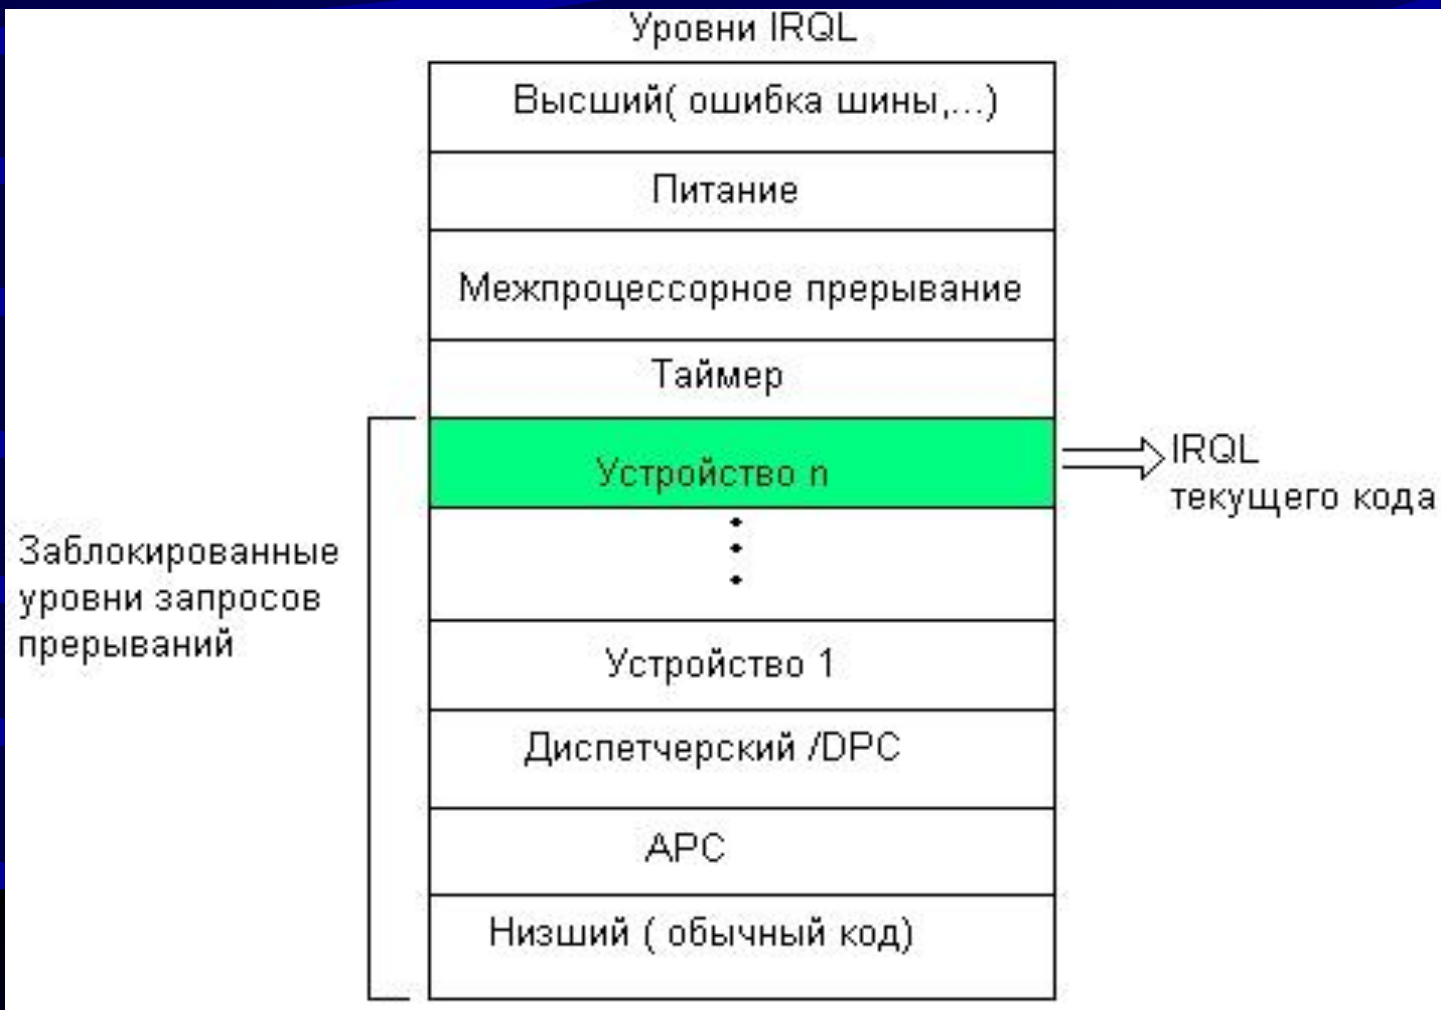 Уровни IRQL
Высший( ошибка шины,...)
Питание
Межпроцессорное прерывание
Таймер
Устройство n
IRQL
текущего кода
Заблокированные
уровни запросов
прерываний
Устройство 1
Диспетчерский /DPC
APC
Низший ( обычный код)